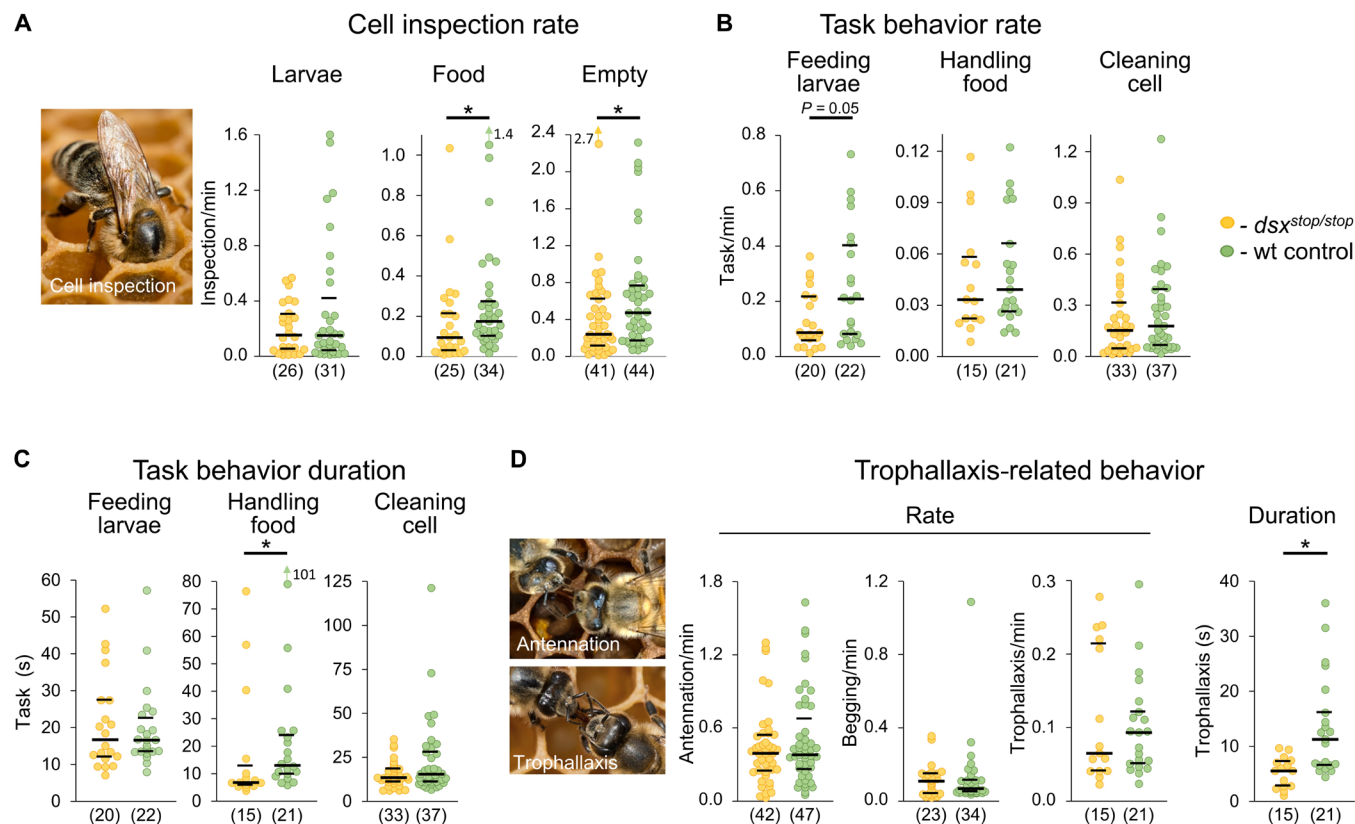 A
Cell inspection rate
Larvae
Food
Empty
*
*
Cell inspection
Inspection/min
1.6
1.2
0.8
0.4
0.0
(26) (31)
1.4
1.0
0.8
0.6
0.4
0.2
0.0
(25) (34)
2.7
2.4
2.0
1.6
1.2
0.8
0.4
0.0
(41) (44)
B
Task behavior rate
Feeding
larvae
Handling
food
Cleaning
cell
P = 0.05
Task/min
0.8
0.6
0.4
0.2
0.0
(20) (22)
0.12
0.09
0.06
0.03
0.00
(15) (21)
1.2
0.9
0.6
0.3
0.0
(33) (37)
- dsxstop/stop
- wt control
C
Task behavior duration
Feeding
larvae
Handling
food
Cleaning
cell
*
Task (s)
60
50
40
30
20
10
0
(20) (22)
101
80
70
60
50
40
30
20
10
0
(15) (21)
125
100
75
50
25
0
(33) (37)
D
Trophallaxis-related behavior
Rate
Duration
*
Antennation
Trophallaxis
Antennation/min
1.8
1.2
0.6
0.0
(42) (47)
Begging/min
1.2
0.8
0.4
0.0
(23) (34)
Trophallaxis/min
0.3
0.2
0.1
0.0
(15) (21)
Trophallaxis (s)
40
30
20
10
0
(15) (21)